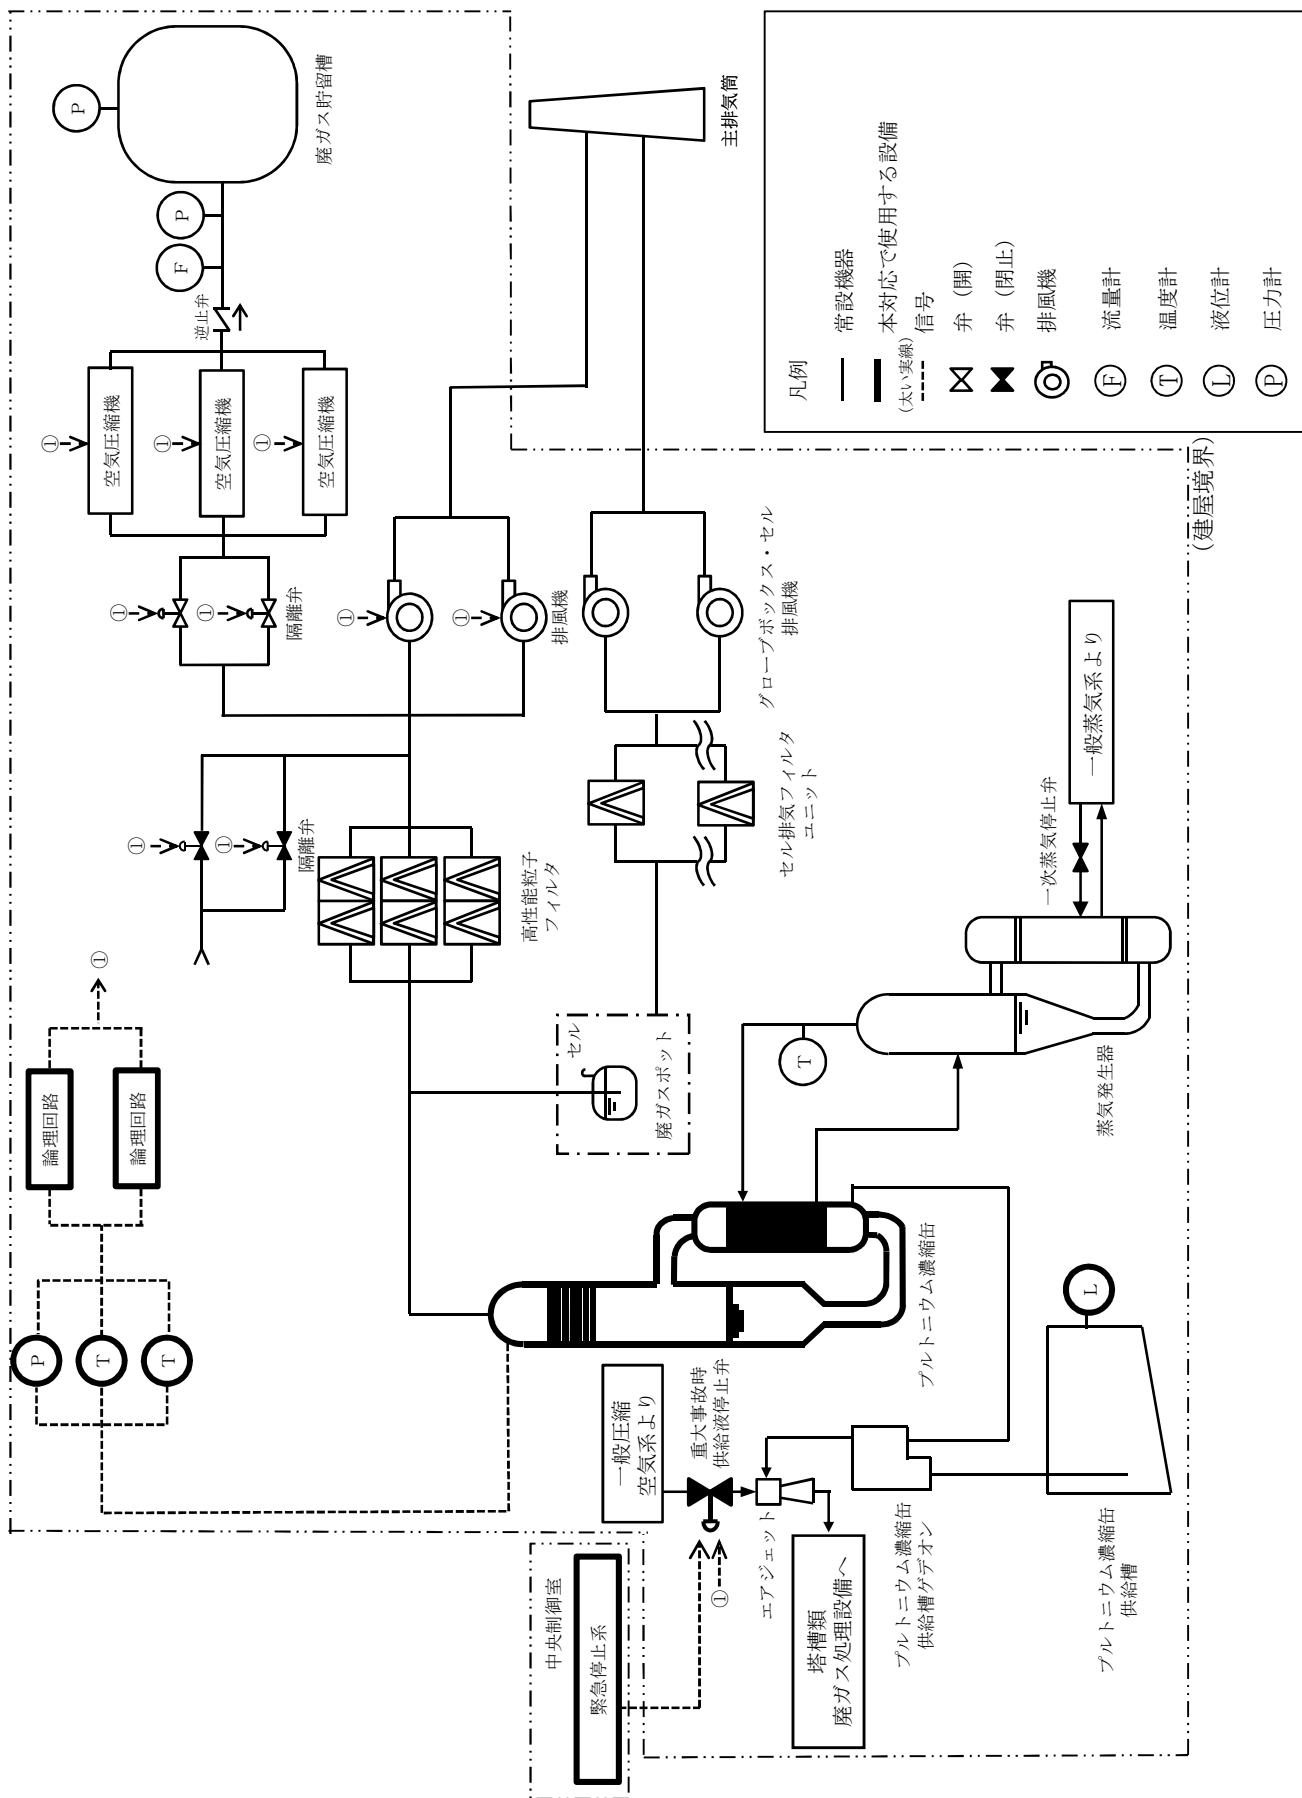 中央制御室
緊急停止系
①
塔槽類
廃ガス処理設備へ
エアジェット
一般圧縮
空気系より
重大事故時
供給液停止弁
プルトニウム濃縮缶
供給槽ゲデオン
プルトニウム濃縮缶
供給槽
L
プルトニウム濃縮缶
P
T
T
論理回路
論理回路
①
セル
廃ガスポット
T
蒸気発生器
一次蒸気停止弁
一般蒸気系より
高性能粒子
フィルタ
①
①
隔離弁
セル排気フィルタ
ユニット
①
①
隔離弁
①
①
排風機
グローブボックス・セル
排風機
①
①
①
空気圧縮機
空気圧縮機
空気圧縮機
逆止弁
F
P
P
廃ガス貯留槽
主排気筒
(建屋境界)
凡例
常設機器
本対応で使用する設備
(太い実線)
信号
弁（開）
弁（閉止）
排風機
F 流量計
T 温度計
L 液位計
P 圧力計